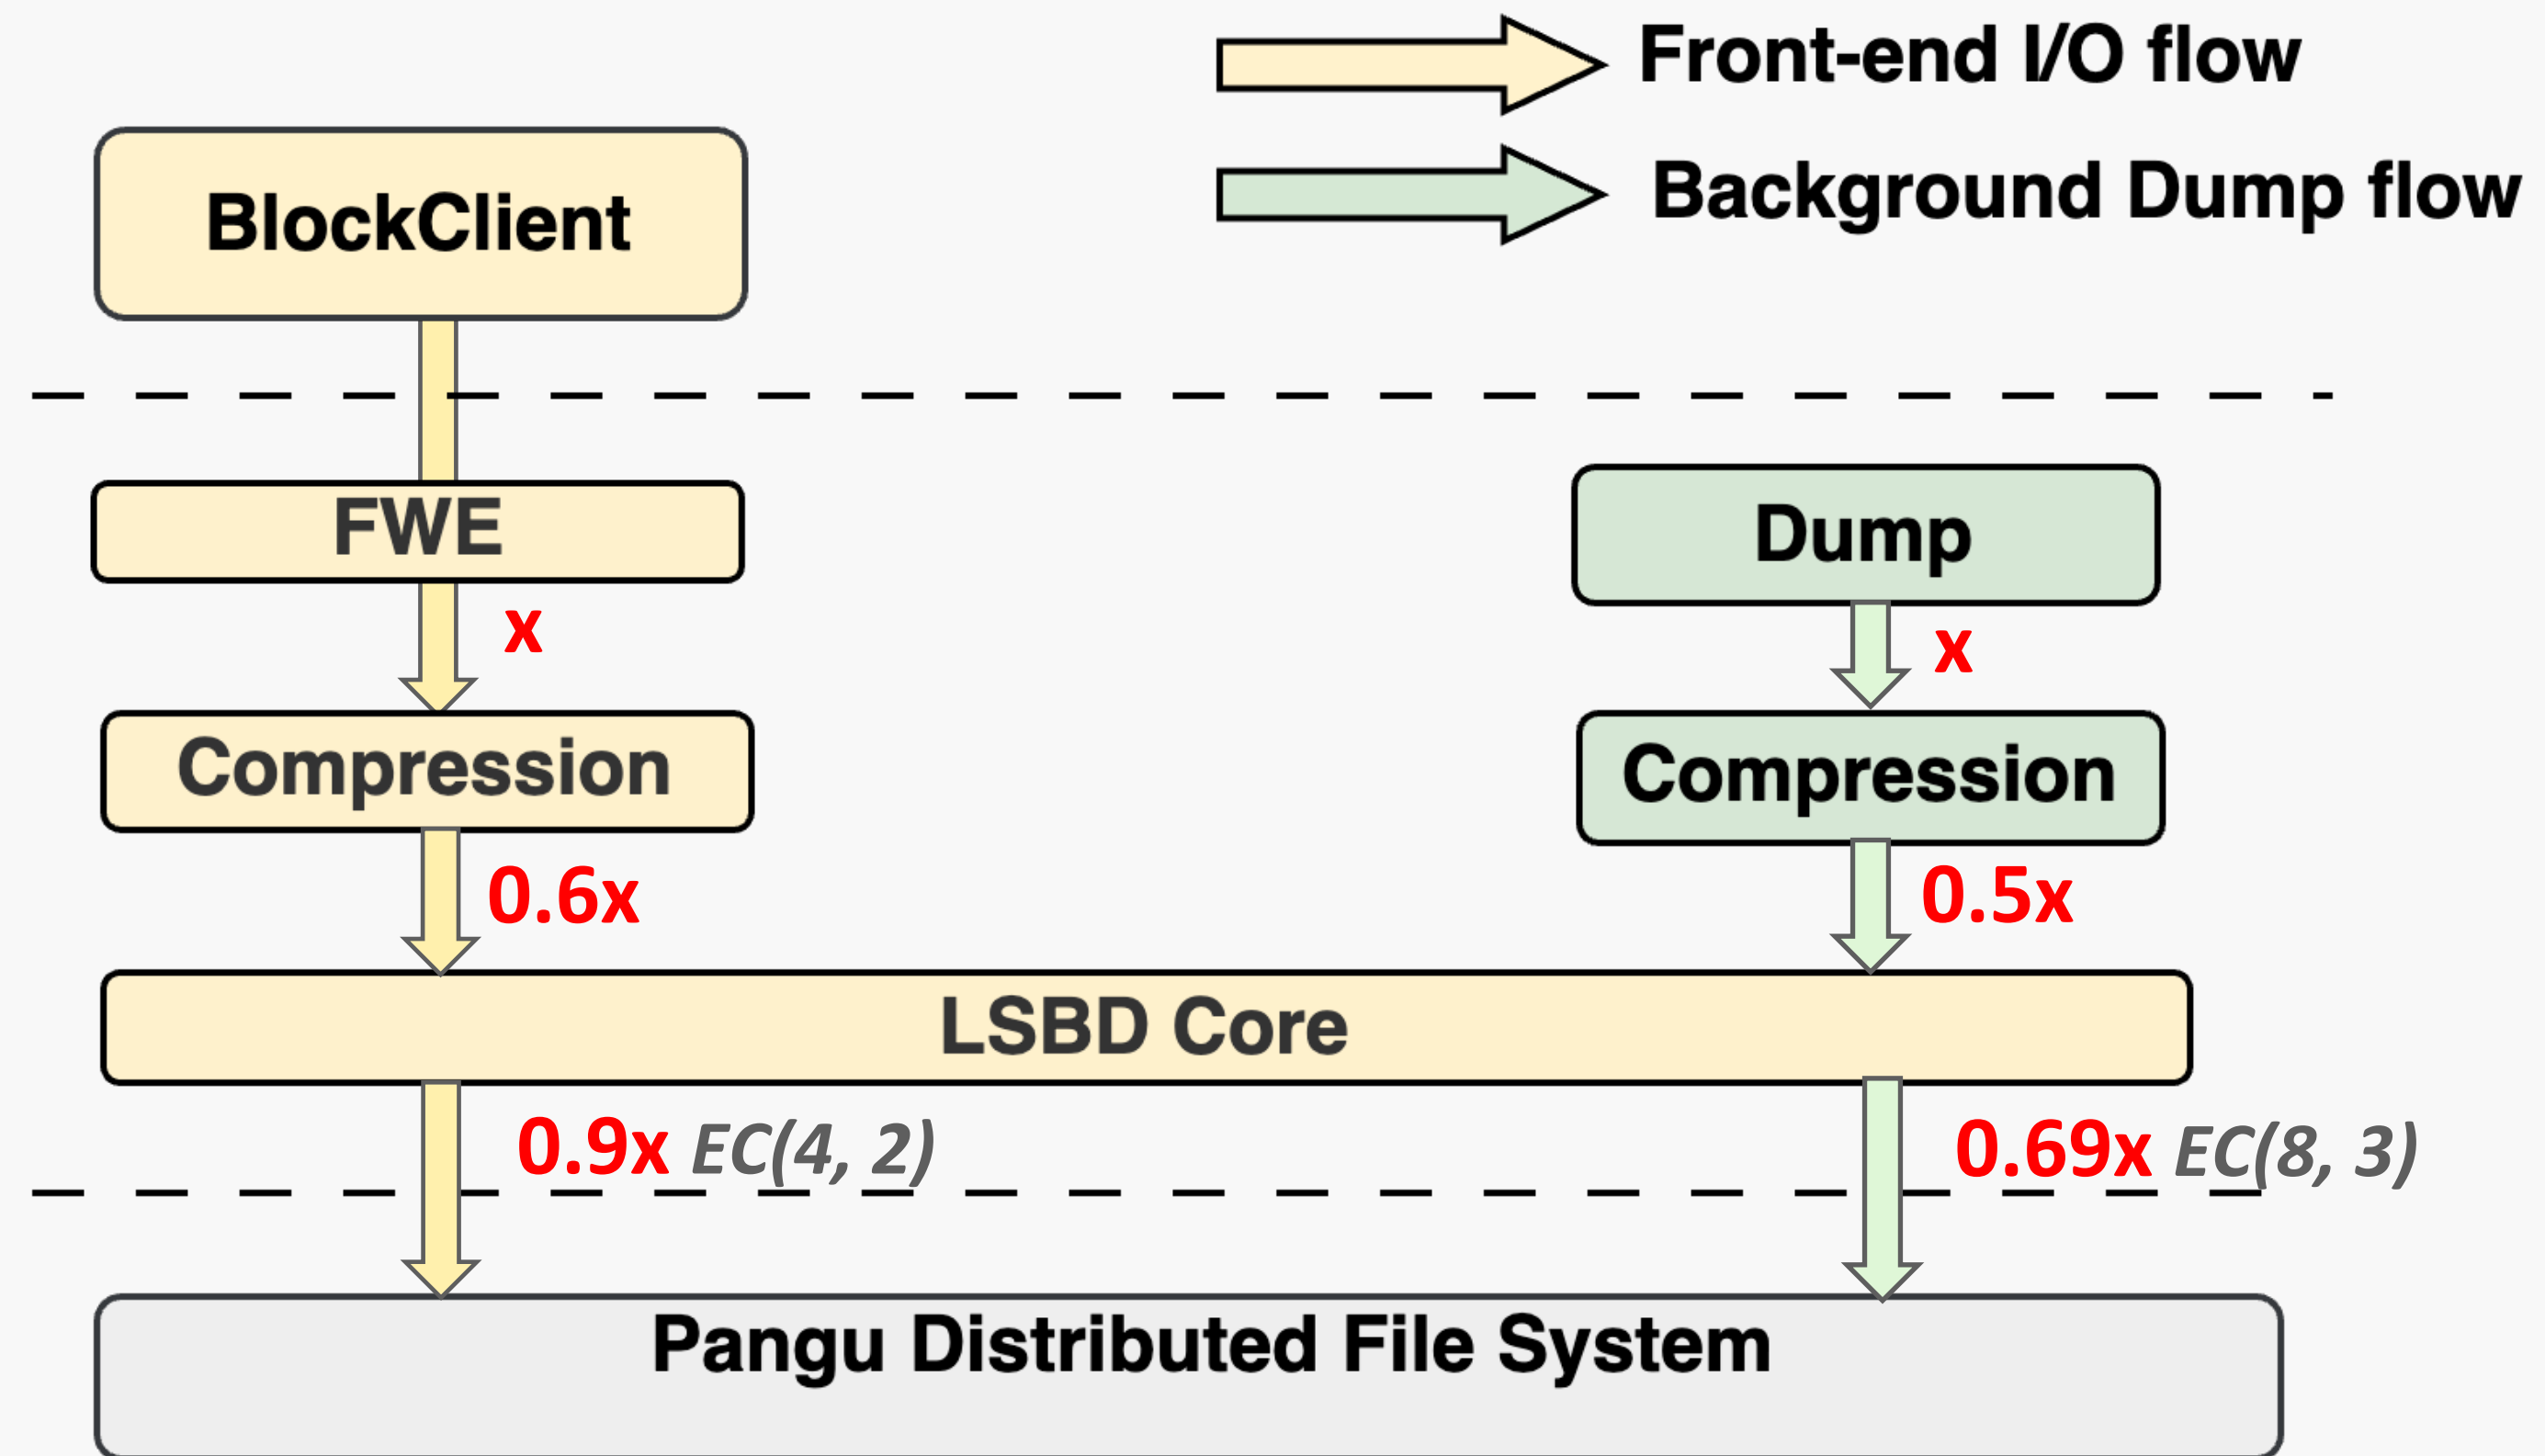 Front-end I/O flow
Background Dump flow
BlockClient
FWE
Dump
x
x
Compression
Compression
0.6x
0.5x
LSBD Core
0.9x EC(4, 2)
0.69x EC(8, 3)
Pangu Distributed File System